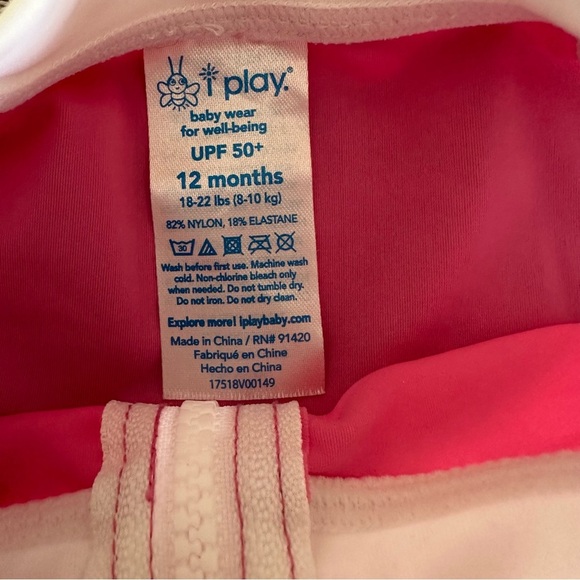 i play.®
baby wear
for well-being
UPF 50+
12 months
18-22 lbs (8-10 kg)
82% NYLON, 18% ELASTANE
30
Wash before first use. Machine wash
cold. Non-chlorine bleach only
when needed. Do not tumble dry.
Do not iron. Do not dry clean.
Explore more! iplaybaby.com
Made in China / RN# 91420
Fabriqué en Chine
Hecho en China
17518V00149